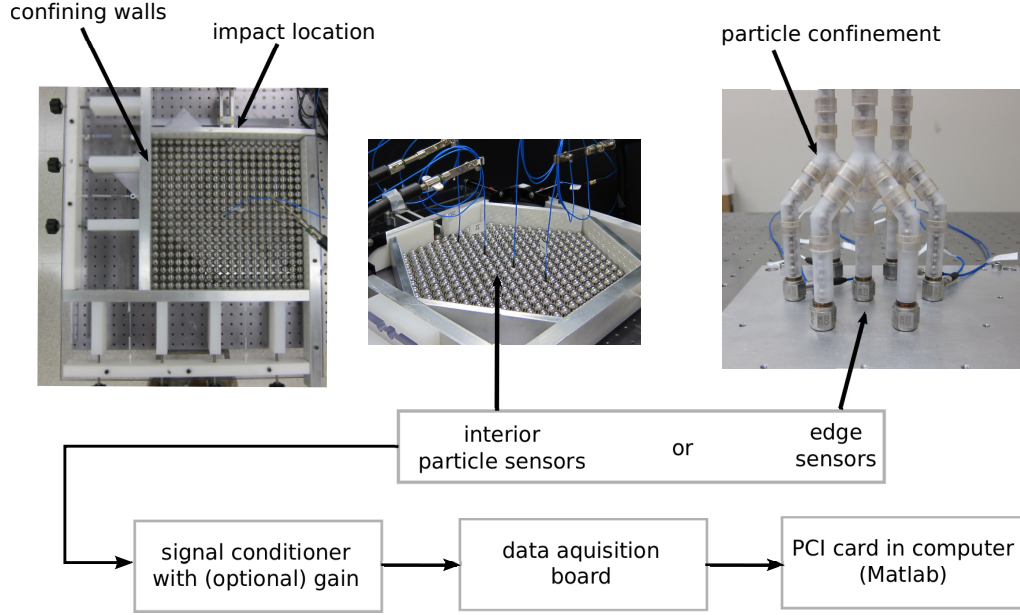 confining walls
impact location
particle confinement
interior
particle sensors
or
edge
sensors
signal conditioner
with (optional) gain
data aquisition
board
PCI card in computer
(Matlab)